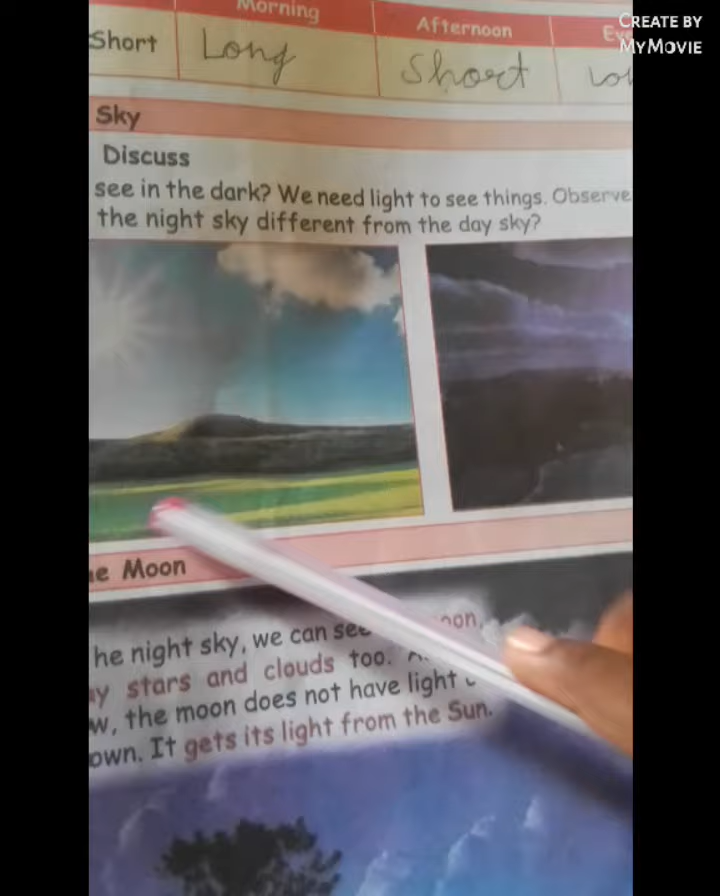 CREATE BY
MYMOVIE
Morning Afternoon
Short Long Short
Sky
Discuss
see in the dark? We need light to see things. Observe
the night sky different from the day sky?
Moon
night sky, we can see
stars and clouds too.
the moon does not have light
own. It gets its light from the Sun.